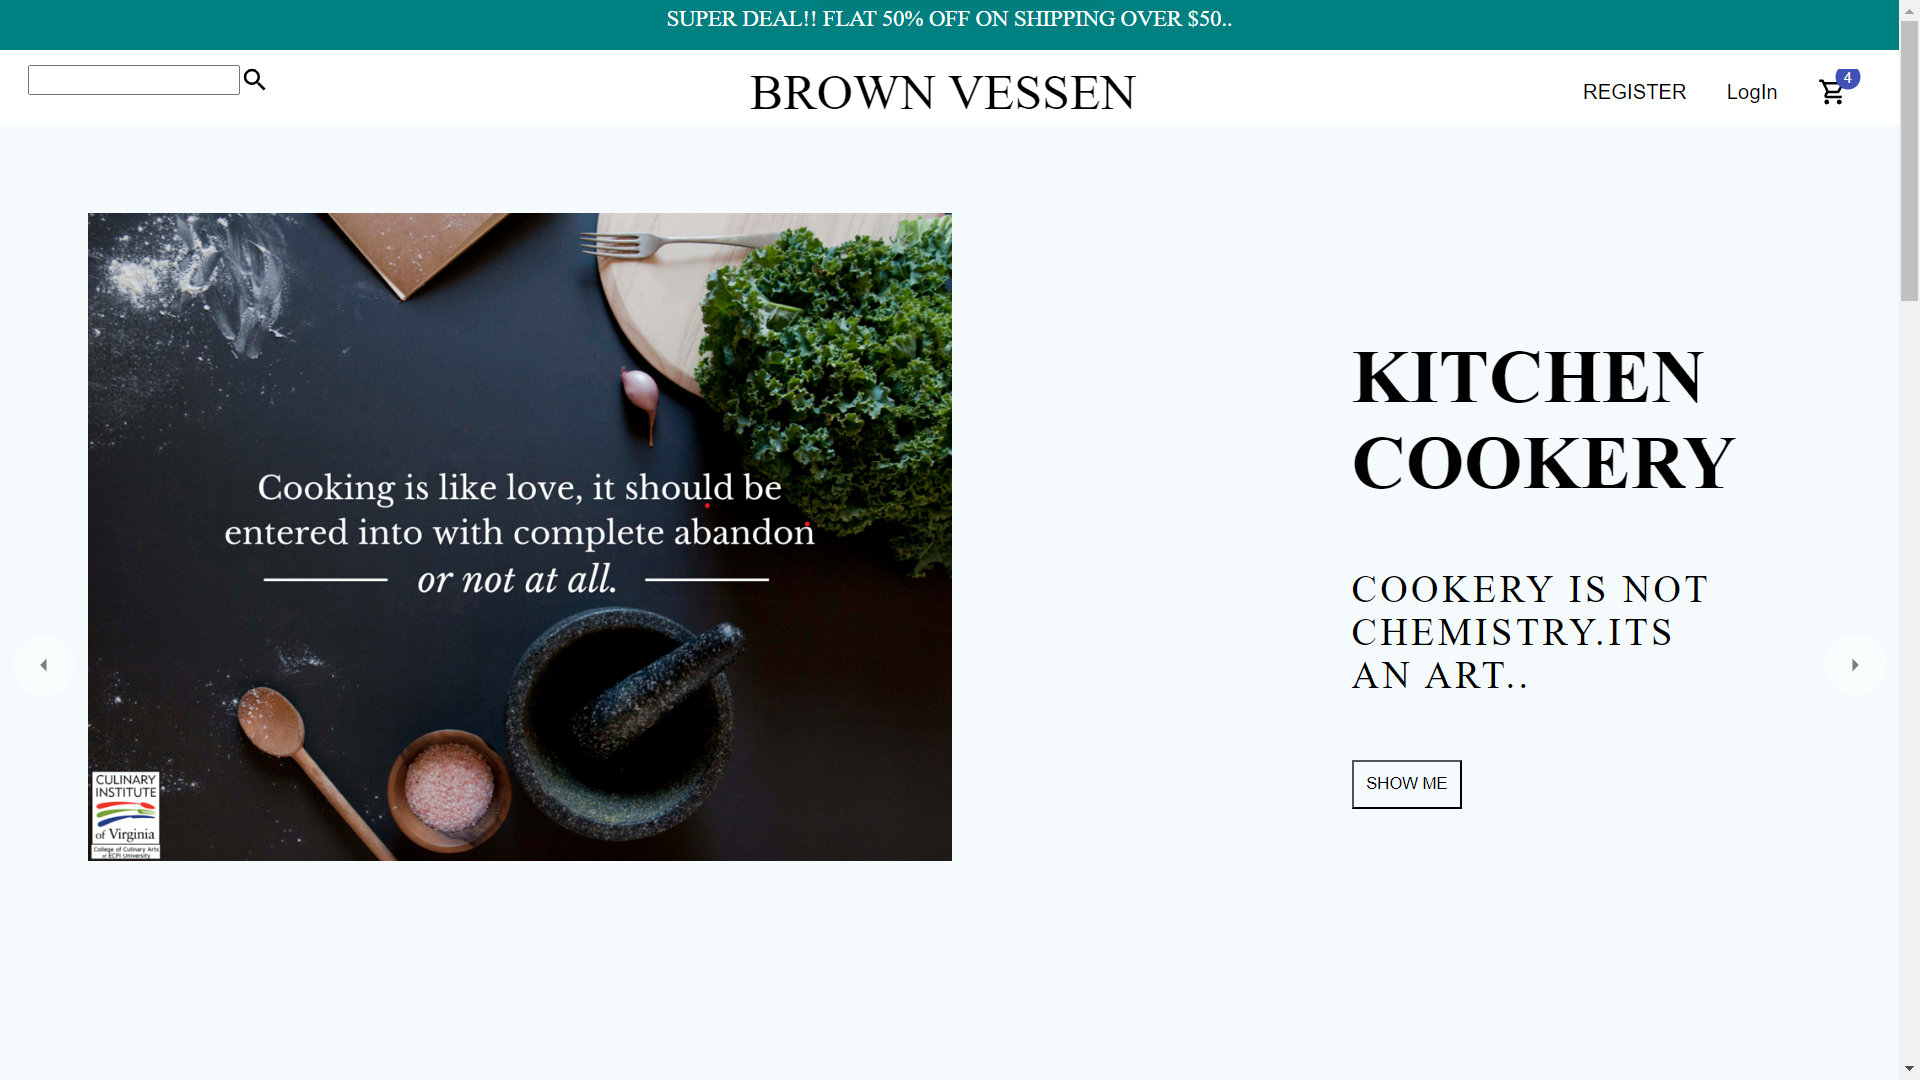 SUPER DEAL!! FLAT 50% OFF ON SHIPPING OVER $50..
BROWN VESSEN
REGISTER
LogIn
4
Cooking is like love, it should be
entered into with complete abandon
or not at all.
CULINARY
INSTITUTE
of Virginia
College of Culinary Arts
of ECPI University
KITCHEN
COOKERY
COOKERY IS NOT
CHEMISTRY.ITS
AN ART..
SHOW ME